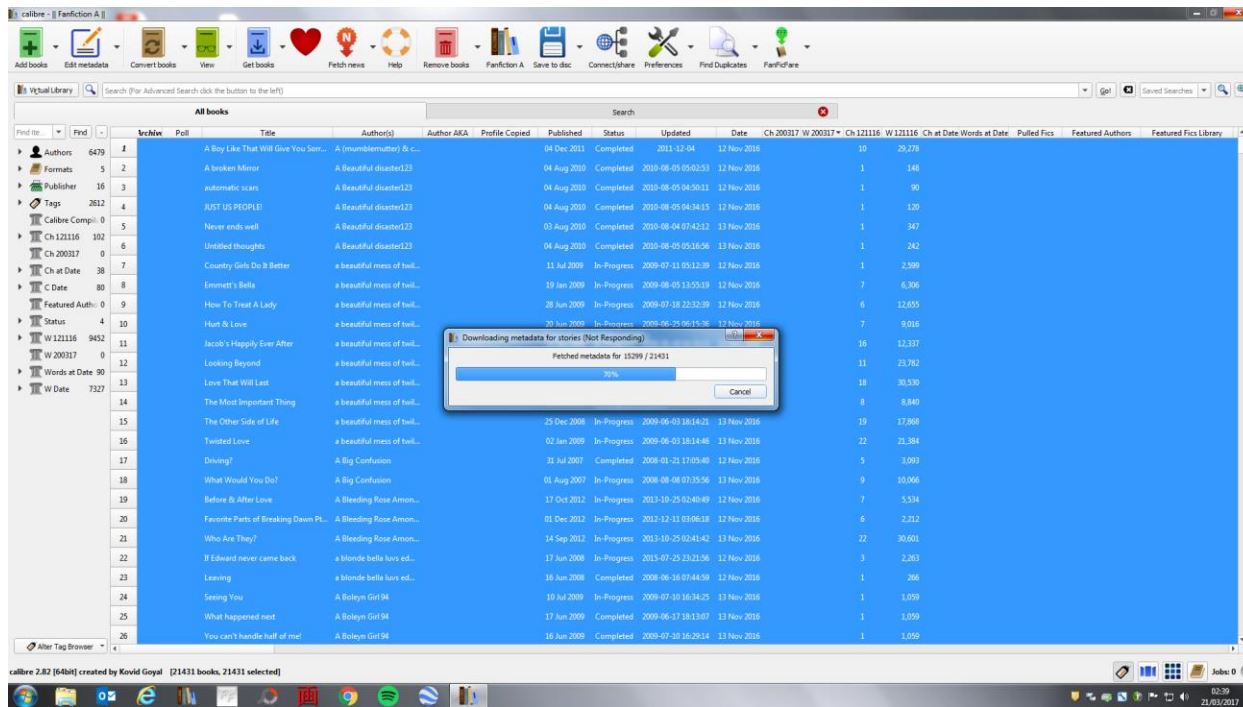 calibre - || Fanfiction A ||
Add books Edit metadata Convert books View Get books Fetch news Help Remove books Fanfiction A Save to disc Connect/share Preferences Find Duplicates FanFicFare
Virtual Library Search (For Advanced Search click the button to the left) Go! Saved Searches
All books Search
Find Ite... Find -
Archive Poll Title Author(s) Author AKA Profile Copied Published Status Updated Date Ch 200317 W 200317 Ch 121116 W 121116 Ch at Date Words at Date Pulled Fics Featured Authors Featured Fics Library
Authors 6479
Formats 5
Publisher 16
Tags 2612
Calibre Compil: 0
Ch 121116 102
Ch 200317 0
Ch at Date 38
C Date 80
Featured Autho: 0
Status 4
W 121116 9452
W 200317 0
Words at Date 90
W Date 7327
1 A Boy Like That Will Give You Sorr... A (mumblemutter) & c... 04 Dec 2011 Completed 2011-12-04 12 Nov 2016 10 29,278
2 A broken Mirror A Beautiful disaster123 04 Aug 2010 Completed 2010-08-05 05:02:53 12 Nov 2016 1 148
3 automatic scars A Beautiful disaster123 04 Aug 2010 Completed 2010-08-05 04:50:11 12 Nov 2016 1 90
4 JUST US PEOPLE! A Beautiful disaster123 04 Aug 2010 Completed 2010-08-05 04:34:15 12 Nov 2016 1 120
5 Never ends well A Beautiful disaster123 03 Aug 2010 Completed 2010-08-04 07:42:12 13 Nov 2016 1 347
6 Untitled thoughts A Beautiful disaster123 04 Aug 2010 Completed 2010-08-05 05:16:56 13 Nov 2016 1 242
7 Country Girls Do It Better a beautiful mess of twil... 11 Jul 2009 In-Progress 2009-07-11 05:12:39 12 Nov 2016 1 2,599
8 Emmett's Bella a beautiful mess of twil... 19 Jan 2009 In-Progress 2009-08-05 13:55:19 12 Nov 2016 7 6,306
9 How To Treat A Lady a beautiful mess of twil... 28 Jun 2009 In-Progress 2009-07-18 22:32:39 12 Nov 2016 6 12,655
10 Hurt & Love a beautiful mess of twil... 20 Jun 2009 In-Progress 2009-06-25 06:15:36 12 Nov 2016 7 9,016
11 Jacob's Happily Ever After a beautiful mess of twil... 16 12,337
12 Looking Beyond a beautiful mess of twil... 11 23,782
13 Love That Will Last a beautiful mess of twil... 18 30,530
14 The Most Important Thing a beautiful mess of twil... 8 8,840
Downloading metadata for stories (Not Responding)
Fetched metadata for 15299 / 21431
70%
Cancel
15 The Other Side of Life a beautiful mess of twil... 25 Dec 2008 In-Progress 2009-06-03 18:14:21 13 Nov 2016 19 17,868
16 Twisted Love a beautiful mess of twil... 02 Jan 2009 In-Progress 2009-06-03 18:14:46 13 Nov 2016 22 21,384
17 Driving? A Big Confusion 31 Jul 2007 Completed 2008-01-21 17:05:40 12 Nov 2016 5 3,093
18 What Would You Do? A Big Confusion 01 Aug 2007 In-Progress 2008-08-08 07:35:56 13 Nov 2016 9 10,066
19 Before & After Love A Bleeding Rose Amon... 17 Oct 2012 In-Progress 2013-10-25 02:40:49 12 Nov 2016 7 5,534
20 Favorite Parts of Breaking Dawn Pt... A Bleeding Rose Amon... 01 Dec 2012 In-Progress 2012-12-11 03:06:18 12 Nov 2016 6 2,212
21 Who Are They? A Bleeding Rose Amon... 14 Sep 2012 In-Progress 2013-10-25 02:41:42 13 Nov 2016 22 30,601
22 If Edward never came back a blonde bella luvs ed... 17 Jun 2008 In-Progress 2015-07-25 23:21:56 12 Nov 2016 3 2,263
23 Leaving a blonde bella luvs ed... 16 Jun 2008 Completed 2008-06-16 07:44:59 12 Nov 2016 1 266
24 Seeing You A Boleyn Girl 94 10 Jul 2009 In-Progress 2009-07-10 16:34:25 13 Nov 2016 1 1,059
25 What happened next A Boleyn Girl 94 17 Jun 2009 Completed 2009-06-17 18:13:07 13 Nov 2016 1 1,059
26 You can't handle half of me! A Boleyn Girl 94 16 Jun 2009 Completed 2009-07-10 16:29:14 13 Nov 2016 1 1,059
Alter Tag Browser
calibre 2.82 [64bit] created by Kovid Goyal [21431 books, 21431 selected] Jobs: 0
02:39
21/03/2017